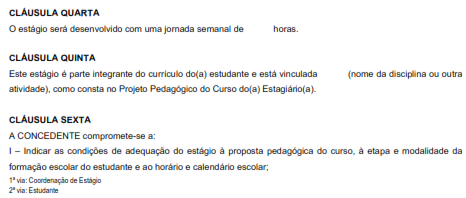 CLÁUSULA QUARTA
O estágio será desenvolvido com uma jornada semanal de horas.
CLÁUSULA QUINTA
Este estágio é parte integrante do currículo do(a) estudante e está vinculada (nome da disciplina ou outra
atividade), como consta no Projeto Pedagógico do Curso do(a) Estagiário(a).
CLÁUSULA SEXTA
A CONCEDENTE compromete-se a:
I – Indicar as condições de adequação do estágio à proposta pedagógica do curso, à etapa e modalidade da
formação escolar do estudante e ao horário e calendário escolar;
1ª via: Coordenação de Estágio
2ª via: Estudante